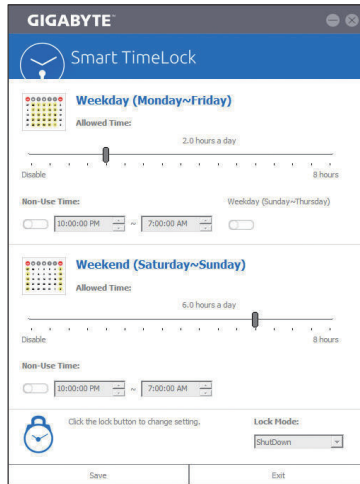 GIGABYTE™
Smart TimeLock
Weekday (Monday~Friday)
Allowed Time:
2.0 hours a day
Disable 8 hours
Non-Use Time: Weekday (Sunday~Thursday)
10:00:00 PM ~ 7:00:00 AM
Weekend (Saturday~Sunday)
Allowed Time:
6.0 hours a day
Disable 8 hours
Non-Use Time:
10:00:00 PM ~ 7:00:00 AM
Click the lock button to change setting. Lock Mode:
ShutDown
Save Exit